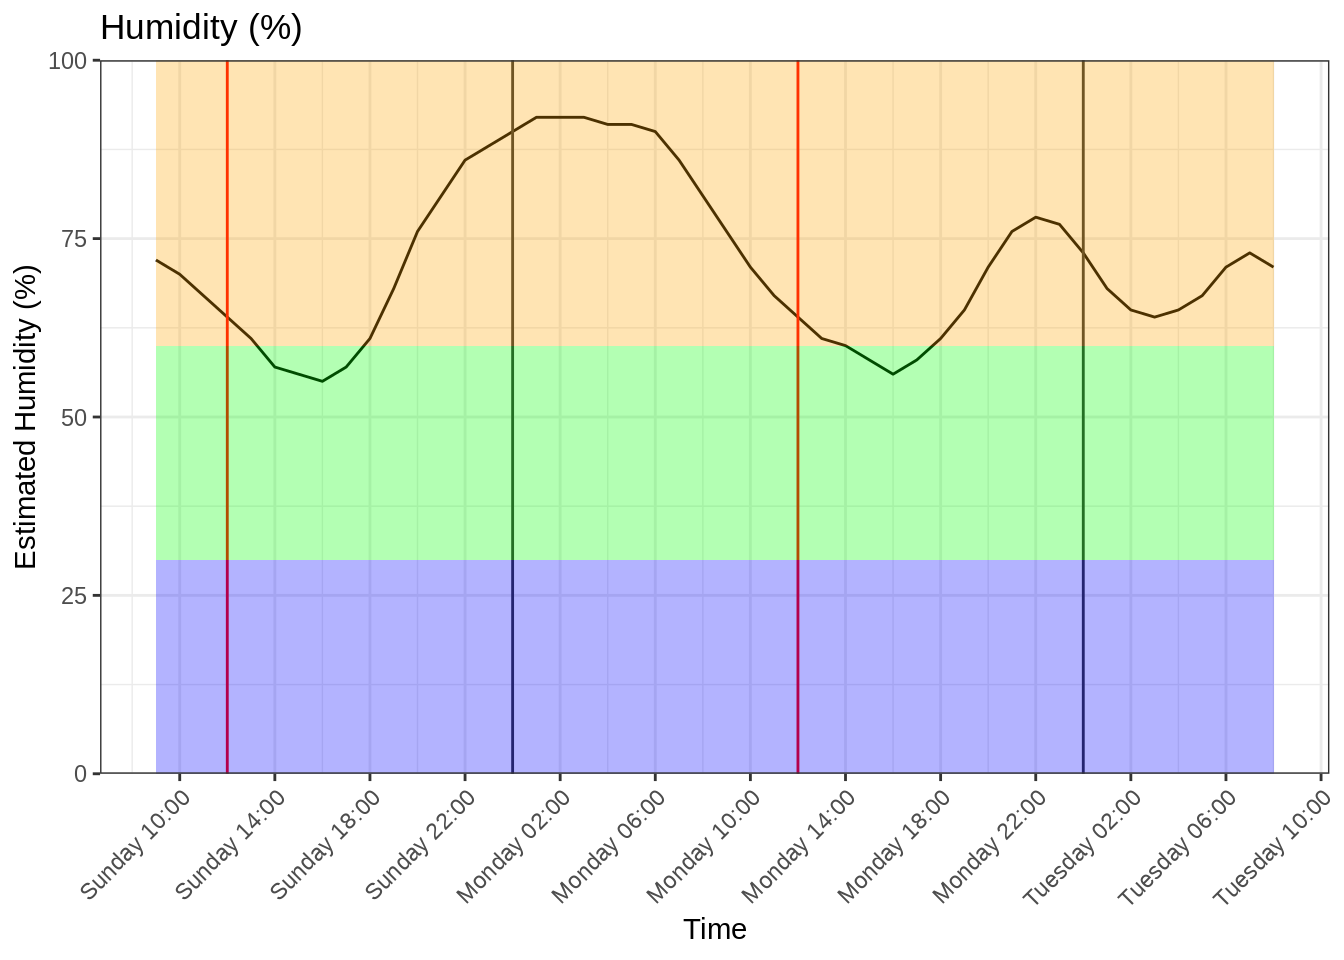 Humidity (%)
Estimated Humidity (%)
100
75
50
25
0
Sunday 10:00
Sunday 14:00
Sunday 18:00
Sunday 22:00
Monday 02:00
Monday 06:00
Monday 10:00
Monday 14:00
Monday 18:00
Monday 22:00
Tuesday 02:00
Tuesday 06:00
Tuesday 10:00
Time